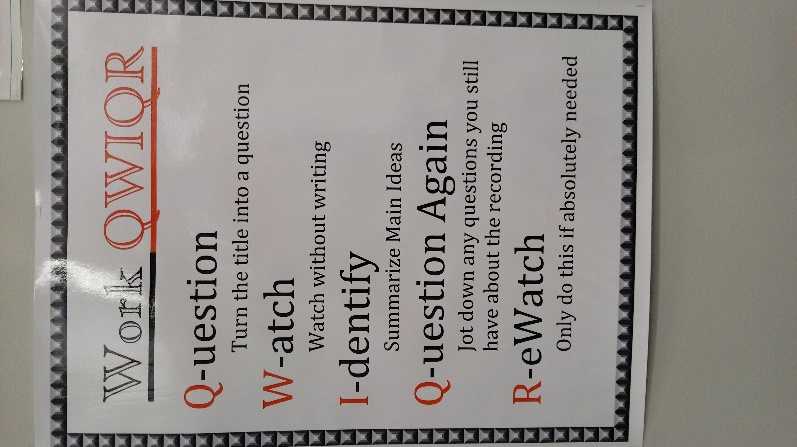 Work QWIQR
Q-uestion
Turn the title into a question
W-atch
Watch without writing
I-dentify
Summarize Main Ideas
Q-uestion Again
Jot down any questions you still
have about the recording
R-eWatch
Only do this if absolutely needed